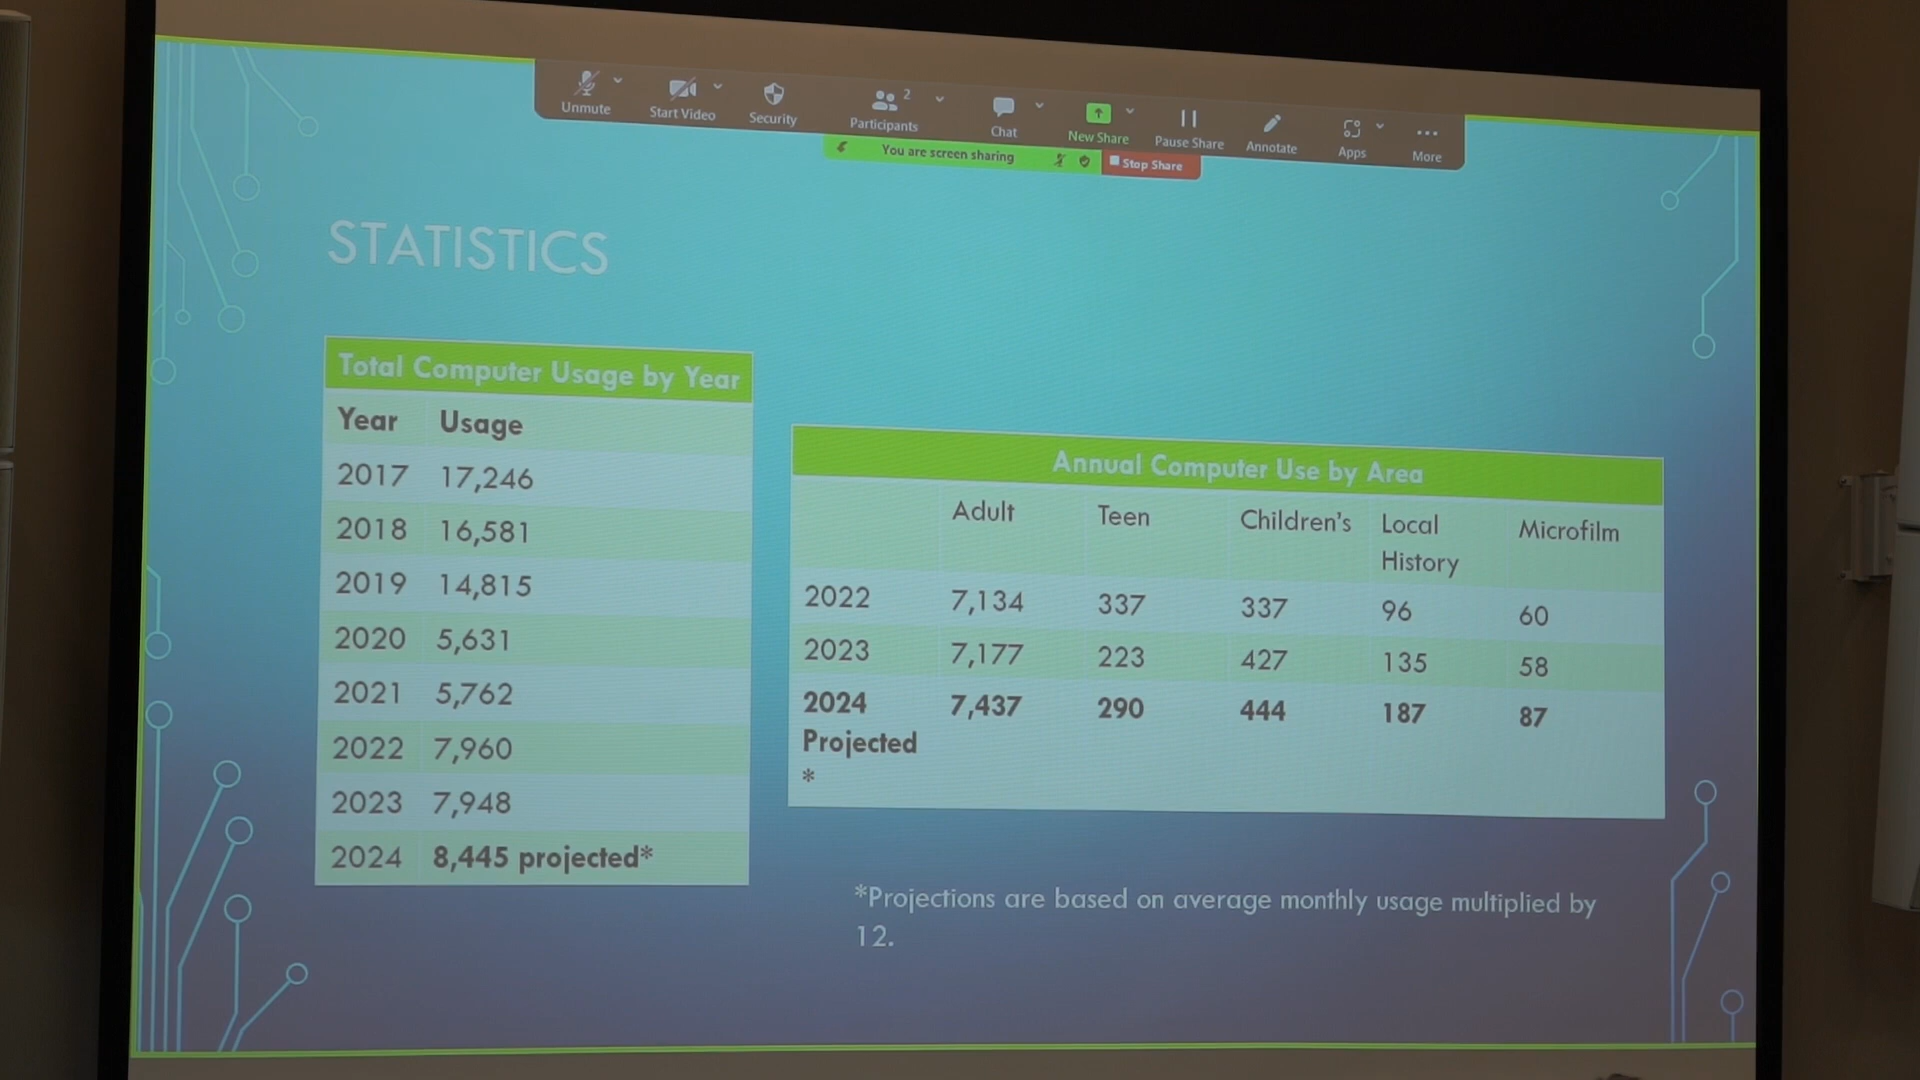 Unmute
Start Video
Security
2
Participants
Chat
New Share
Pause Share
Annotate
Apps
More
You are screen sharing
Stop Share
STATISTICS
Total Computer Usage by Year
Year Usage
2017 17,246
2018 16,581
2019 14,815
2020 5,631
2021 5,762
2022 7,960
2023 7,948
2024 8,445 projected*
Annual Computer Use by Area
Adult Teen Children's Local Microfilm
History
2022 7,134 337 337 96 60
2023 7,177 223 427 135 58
2024 7,437 290 444 187 87
Projected
*
*Projections are based on average monthly usage multiplied by
12.